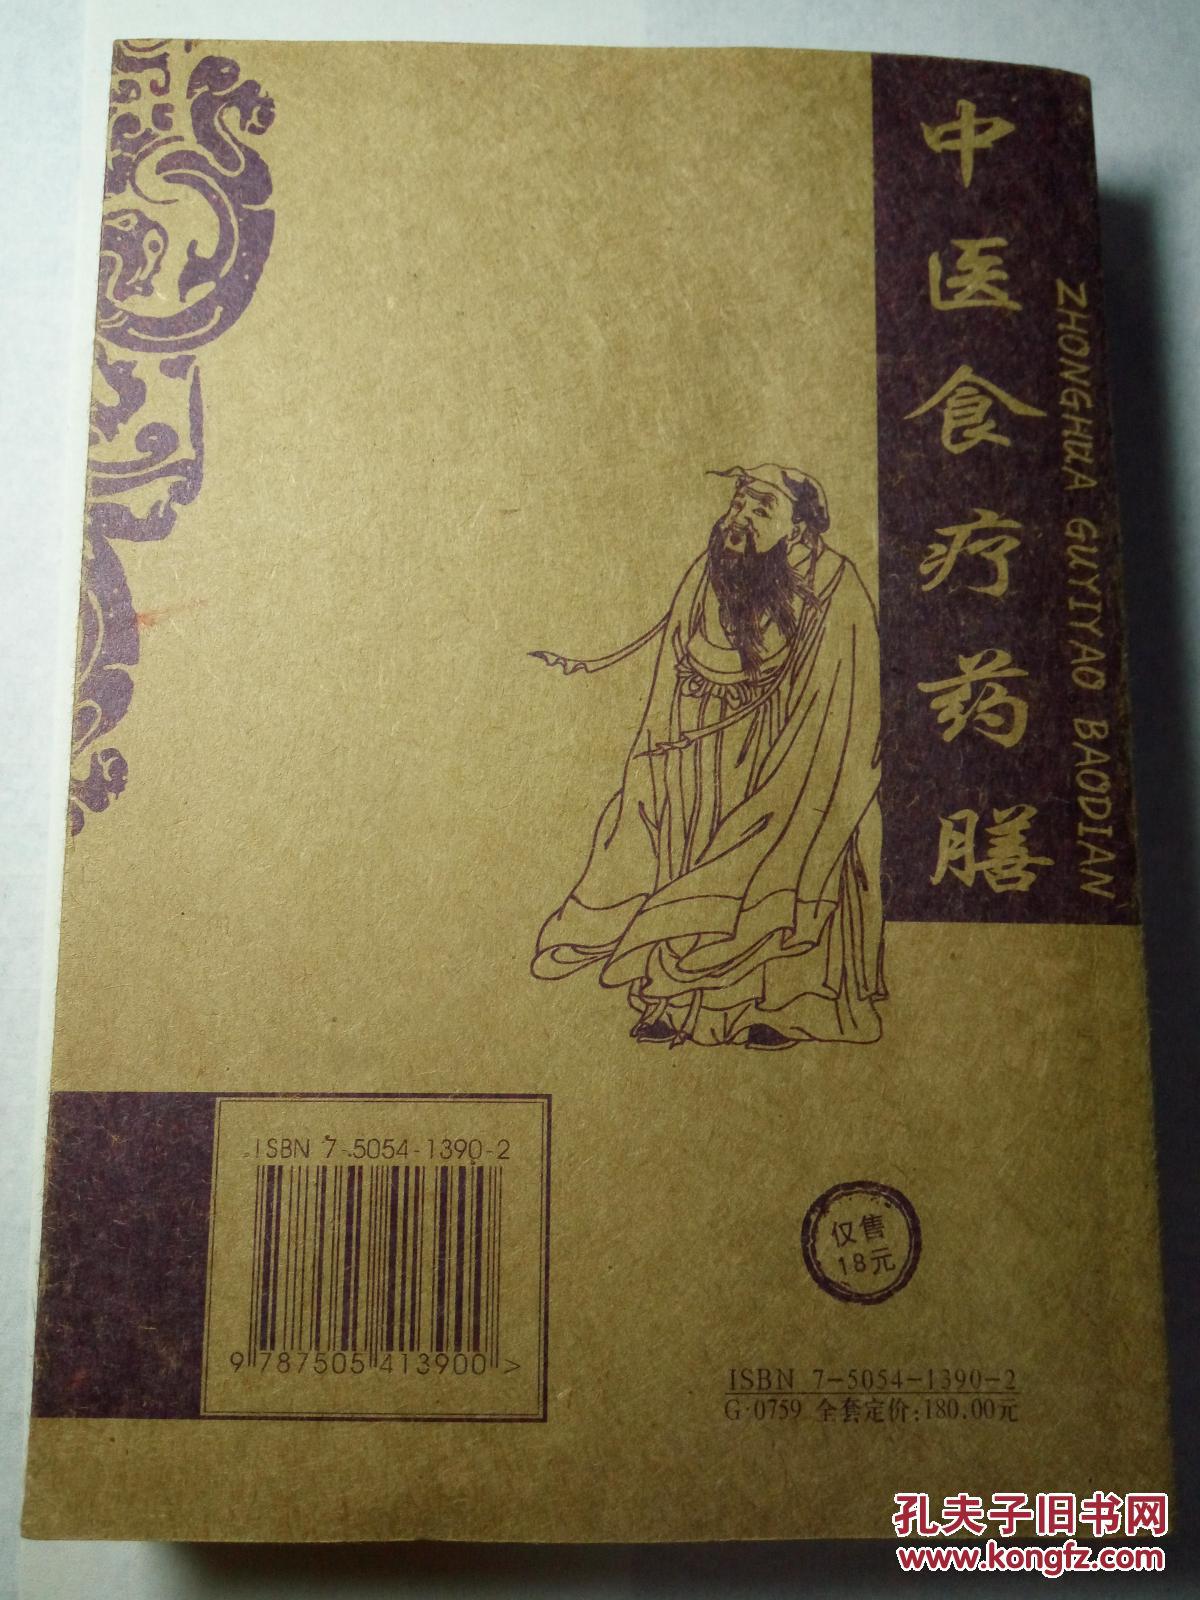 中医食疗药膳
ZHONGHUA GUYIYAO BAODIAN
ISBN 7-5054-1390-2
9 787505 413900 >
仅售
18元
ISBN 7-5054-1390-2
G·0759 全套定价:180.00元
孔夫子旧书网
www.kongfz.com